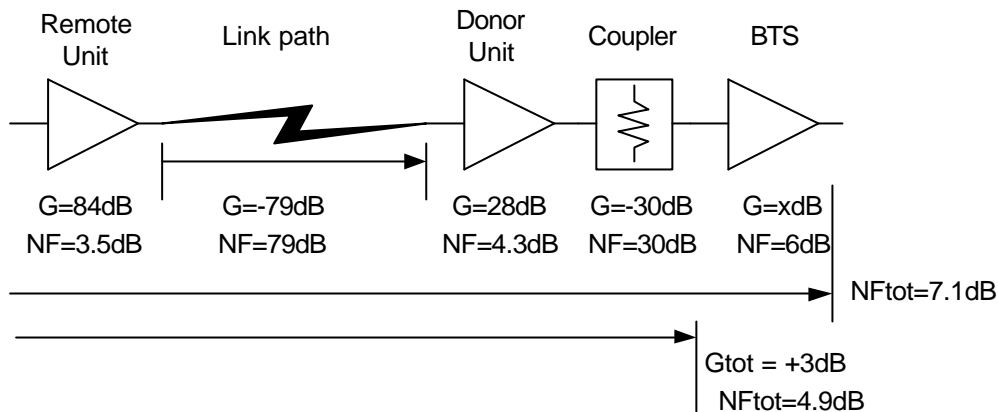 Remote
Unit
Link path
Donor
Unit
Coupler
BTS
G=84dB
NF=3.5dB
G=-79dB
NF=79dB
G=28dB
NF=4.3dB
G=-30dB
NF=30dB
G=xdB
NF=6dB
NFtot=7.1dB
Gtot = +3dB
NFtot=4.9dB